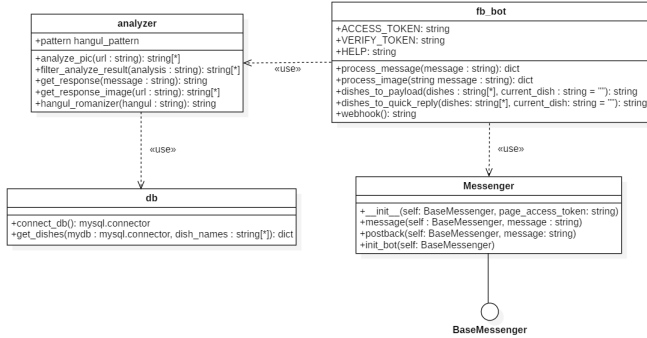 analyzer
+pattern hangul_pattern
+analyze_pic(url : string): string[*]
+filter_analyze_result(analysis : string): string[*]
+get_response(message : string): string
+get_response_image(url : string): string[*]
+hangul_romanizer(hangul : string): string
«use»
fb_bot
+ACCESS_TOKEN: string
+VERIFY_TOKEN: string
+HELP: string
+process_message(message : string): dict
+process_image(string message : string): dict
+dishes_to_payload(dishes : string[*], current_dish : string = ""): string
+dishes_to_quick_reply(dishes: string[*], current_dish: string = ""): string
+webhook(): string
«use»
«use»
db
+connect_db(): mysql.connector
+get_dishes(mydb : mysql.connector, dish_names : string[*]): dict
Messenger
+__init__(self: BaseMessenger, page_access_token: string)
+message(self : BaseMessenger, message : string)
+postback(self: BaseMessenger, message: string)
+init_bot(self: BaseMessenger)
BaseMessenger